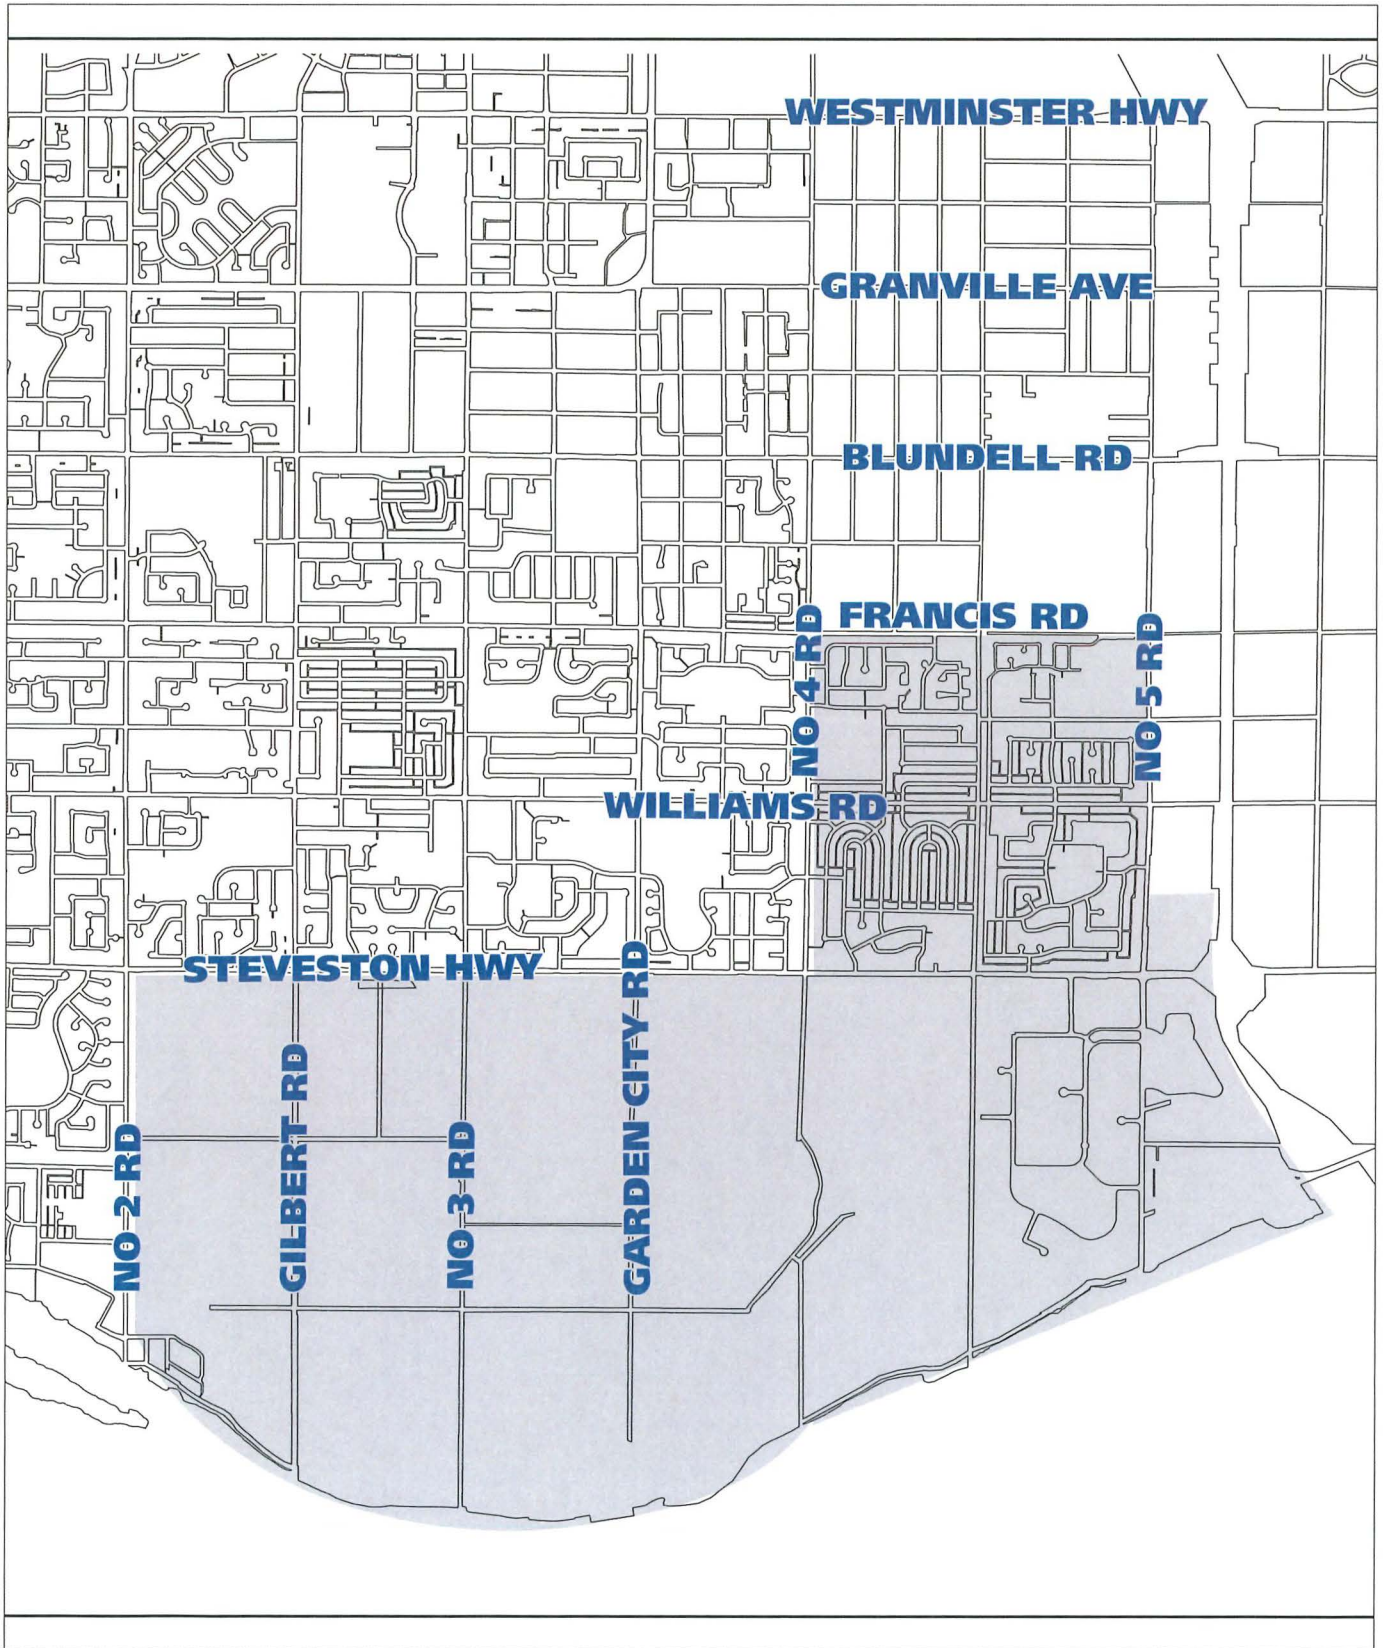 WESTMINSTER HWY
GRANVILLE AVE
BLUNDELL RD
FRANCIS RD
NO 4 RD
NO 5 RD
WILLIAMS RD
STEVESTON HWY
GARDEN CITY RD
GILBERT RD
NO 3 RD
NO 2 RD